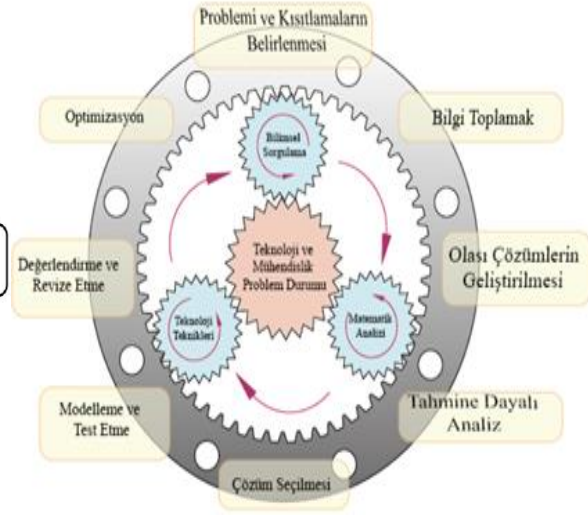 Problemi ve Kısıtlamaların
Belirlenmesi
Optimizasyon
Bilgi Toplamak
Bilimsel
Sorgulama
Değerlendirme ve
Revize Etme
Teknoloji ve
Mühendislik
Problem Durumu
Olası Çözümlerin
Geliştirilmesi
Teknoloji
Teknikleri
Matematik
Analizi
Modelleme ve
Test Etme
Tahmine Dayalı
Analiz
Çözüm Seçilmesi